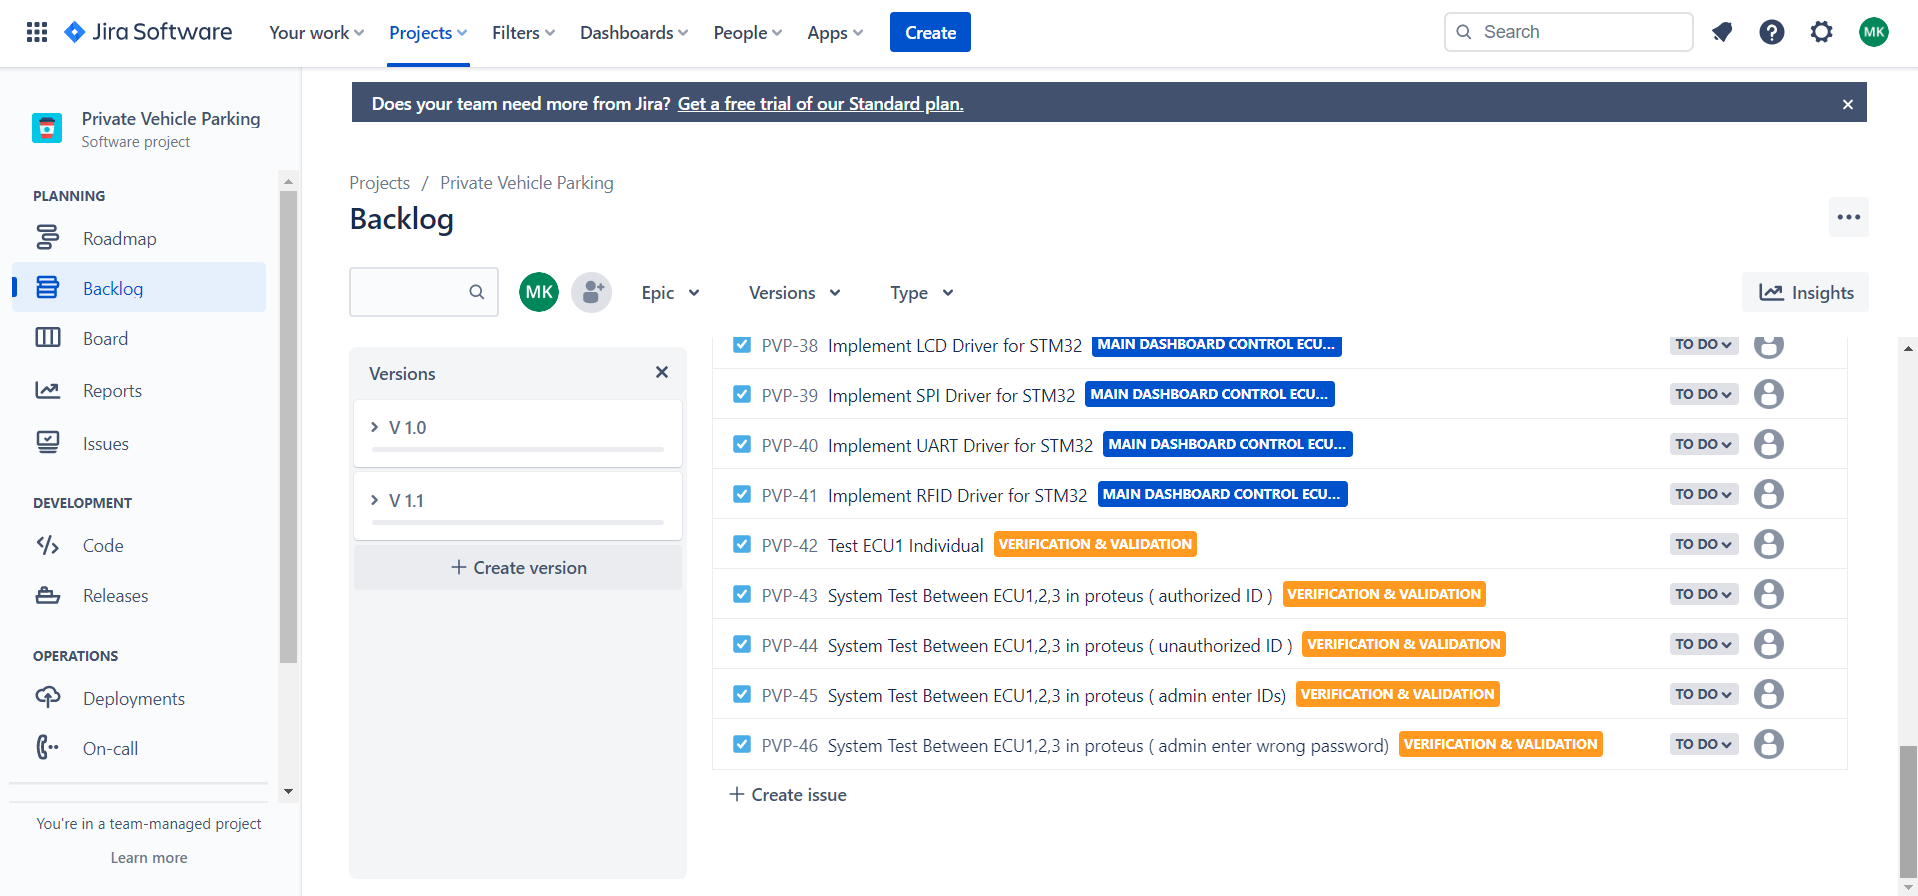 Jira Software
Your work
Projects
Filters
Dashboards
People
Apps
Create
Search
MK
Private Vehicle Parking
Software project
PLANNING
Roadmap
Backlog
Board
Reports
Issues
DEVELOPMENT
Code
Releases
OPERATIONS
Deployments
On-call
You're in a team-managed project
Learn more
Does your team need more from Jira? Get a free trial of our Standard plan.
Projects / Private Vehicle Parking
Backlog
MK
Epic
Versions
Type
Insights
Versions
V 1.0
V 1.1
Create version
PVP-38 Implement LCD Driver for STM32 MAIN DASHBOARD CONTROL ECU... TO DO
PVP-39 Implement SPI Driver for STM32 MAIN DASHBOARD CONTROL ECU... TO DO
PVP-40 Implement UART Driver for STM32 MAIN DASHBOARD CONTROL ECU... TO DO
PVP-41 Implement RFID Driver for STM32 MAIN DASHBOARD CONTROL ECU... TO DO
PVP-42 Test ECU1 Individual VERIFICATION & VALIDATION TO DO
PVP-43 System Test Between ECU1,2,3 in proteus ( authorized ID ) VERIFICATION & VALIDATION TO DO
PVP-44 System Test Between ECU1,2,3 in proteus ( unauthorized ID ) VERIFICATION & VALIDATION TO DO
PVP-45 System Test Between ECU1,2,3 in proteus ( admin enter IDs) VERIFICATION & VALIDATION TO DO
PVP-46 System Test Between ECU1,2,3 in proteus ( admin enter wrong password) VERIFICATION & VALIDATION TO DO
Create issue